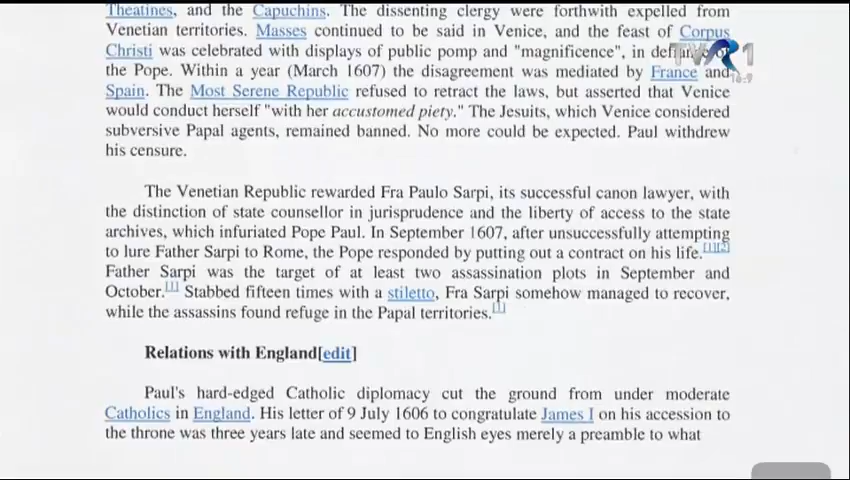 Theatines, and the Capuchins. The dissenting clergy were forthwith expelled from
Venetian territories. Masses continued to be said in Venice, and the feast of Corpus
Christi was celebrated with displays of public pomp and "magnificence", in defiance of
the Pope. Within a year (March 1607) the disagreement was mediated by France and
Spain. The Most Serene Republic refused to retract the laws, but asserted that Venice
would conduct herself "with her accustomed piety." The Jesuits, which Venice considered
subversive Papal agents, remained banned. No more could be expected. Paul withdrew
his censure.
The Venetian Republic rewarded Fra Paulo Sarpi, its successful canon lawyer, with
the distinction of state counsellor in jurisprudence and the liberty of access to the state
archives, which infuriated Pope Paul. In September 1607, after unsuccessfully attempting
to lure Father Sarpi to Rome, the Pope responded by putting out a contract on his life.[1][2]
Father Sarpi was the target of at least two assassination plots in September and
October.[1] Stabbed fifteen times with a stiletto, Fra Sarpi somehow managed to recover,
while the assassins found refuge in the Papal territories.[1]
Relations with England[edit]
Paul's hard-edged Catholic diplomacy cut the ground from under moderate
Catholics in England. His letter of 9 July 1606 to congratulate James I on his accession to
the throne was three years late and seemed to English eyes merely a preamble to what
TVR1
16:9